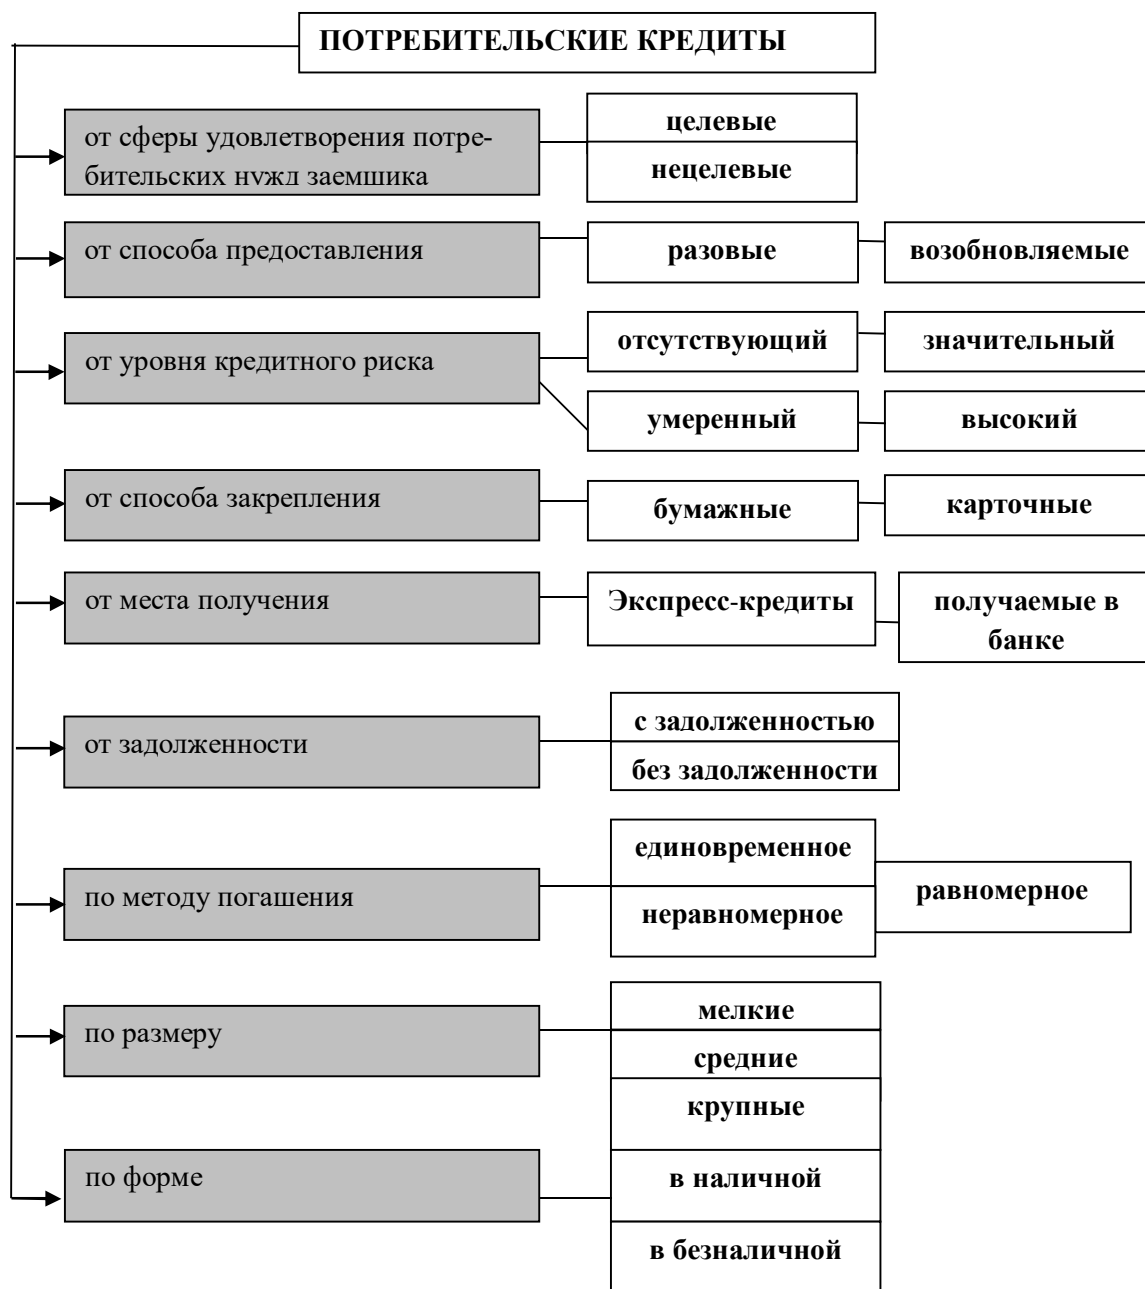 ПОТРЕБИТЕЛЬСКИЕ КРЕДИТЫ
от сферы удовлетворения потре-
бительских нужд заемщика
целевые
нецелевые
от способа предоставления
разовые
возобновляемые
от уровня кредитного риска
отсутствующий
значительный
умеренный
высокий
от способа закрепления
бумажные
карточные
от места получения
Экспресс-кредиты
получаемые в
банке
от задолженности
с задолженностью
без задолженности
по методу погашения
единовременное
неравномерное
равномерное
по размеру
мелкие
средние
крупные
по форме
в наличной
в безналичной